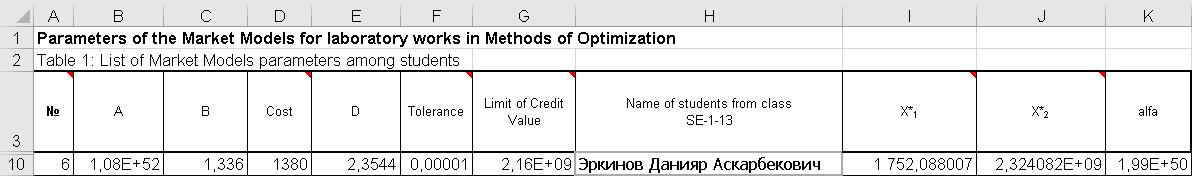 A B C D E F G H I J K
1 Parameters of the Market Models for laboratory works in Methods of Optimization
2 Table 1: List of Market Models parameters among students
3 № A B Cost D Tolerance Limit of Credit Value Name of students from class SE-1-13 X*1 X*2 alfa
10 6 1,08E+52 1,336 1380 2,3544 0,00001 2,16E+09 Эркинов Данияр Аскарбекович 1 752,088007 2,324082E+09 1,99E+50